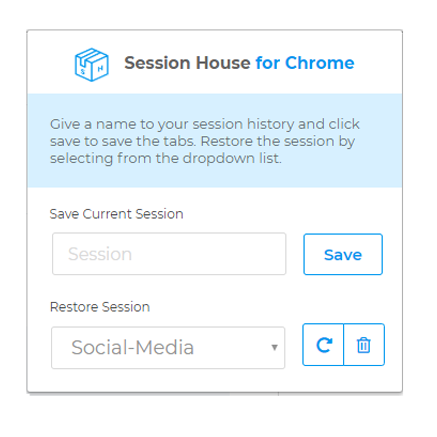 S H
Session House for Chrome
Give a name to your session history and click
save to save the tabs. Restore the session by
selecting from the dropdown list.
Save Current Session
Session
Save
Restore Session
Social-Media